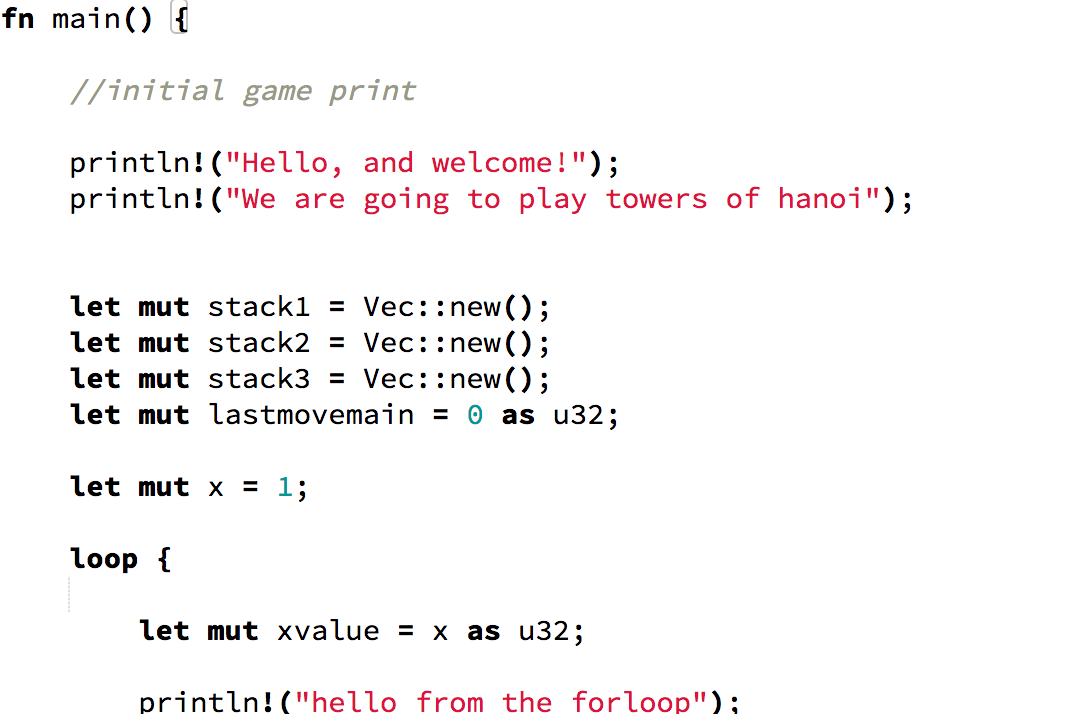 fn main() {
//initial game print
println!("Hello, and welcome!");
println!("We are going to play towers of hanoi");
let mut stack1 = Vec::new();
let mut stack2 = Vec::new();
let mut stack3 = Vec::new();
let mut lastmovemain = 0 as u32;
let mut x = 1;
loop {
let mut xvalue = x as u32;
println!("hello from the forloop");